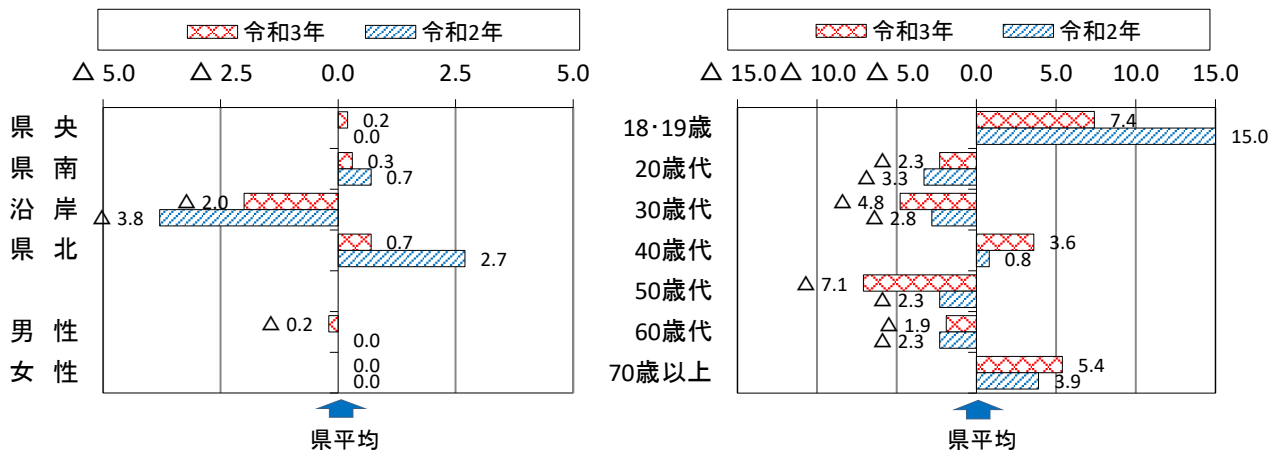 令和3年 令和2年
△ 5.0 △ 2.5 0.0 2.5 5.0
県 央 0.2
0.0
県 南 0.3
0.7
沿 岸 △ 2.0
△ 3.8
県 北 0.7
2.7
男 性 △ 0.2
0.0
女 性 0.0
0.0
県平均
令和3年 令和2年
△ 15.0 △ 10.0 △ 5.0 0.0 5.0 10.0 15.0
18･19歳 7.4
15.0
20歳代 △ 2.3
△ 3.3
30歳代 △ 4.8
△ 2.8
40歳代 3.6
0.8
50歳代 △ 7.1
△ 2.3
60歳代 △ 1.9
△ 2.3
70歳以上 5.4
3.9
県平均